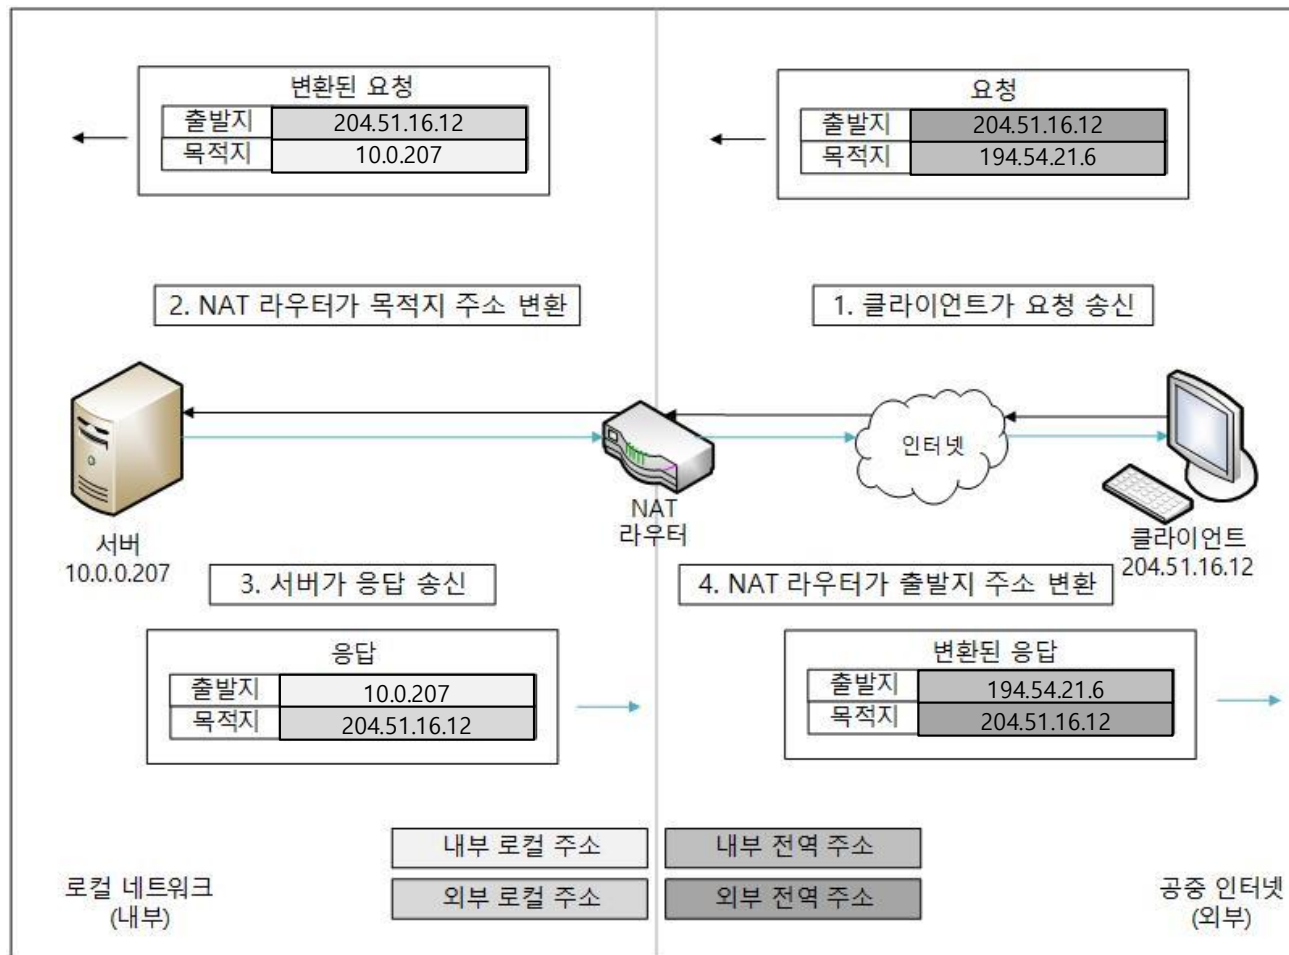 변환된 요청
출발지 204.51.16.12
목적지 10.0.207
요청
출발지 204.51.16.12
목적지 194.54.21.6
2. NAT 라우터가 목적지 주소 변환
1. 클라이언트가 요청 송신
인터넷
NAT
라우터
서버
10.0.0.207
클라이언트
204.51.16.12
3. 서버가 응답 송신
4. NAT 라우터가 출발지 주소 변환
응답
출발지 10.0.207
목적지 204.51.16.12
변환된 응답
출발지 194.54.21.6
목적지 204.51.16.12
내부 로컬 주소
내부 전역 주소
외부 로컬 주소
외부 전역 주소
로컬 네트워크
(내부)
공중 인터넷
(외부)